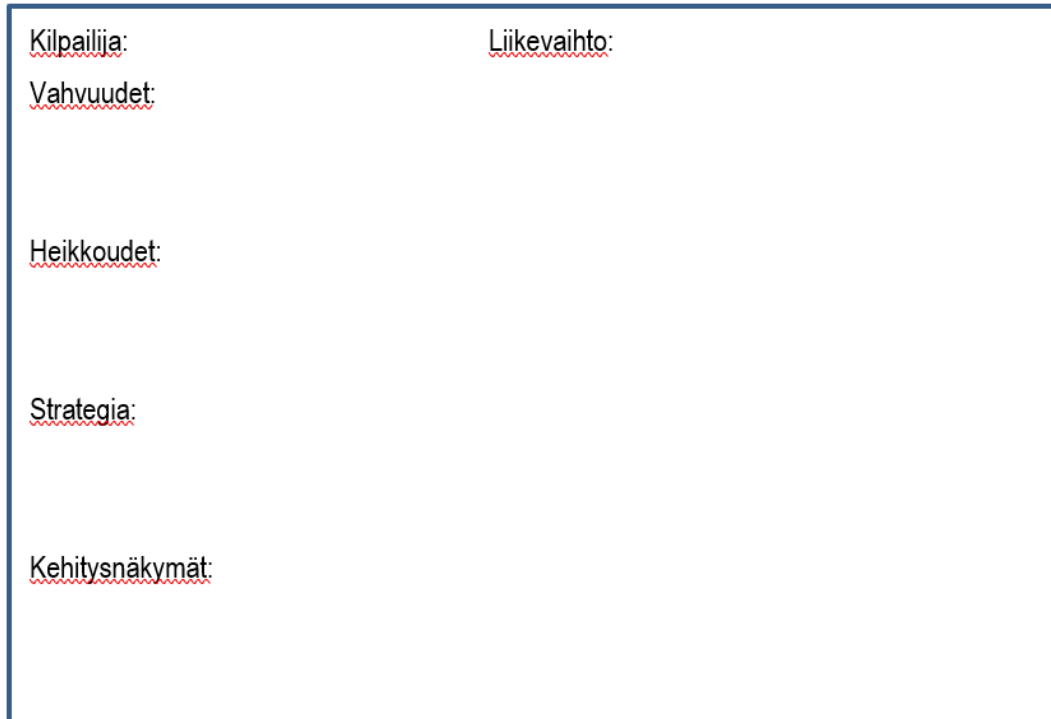 Kilpailija: Liikevaihto:
Vahvuudet:
Heikkoudet:
Strategia:
Kehitysnäkymät: